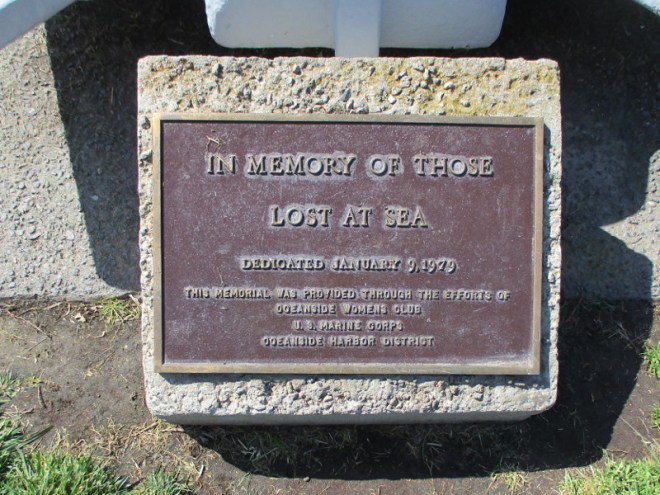 IN MEMORY OF THOSE
LOST AT SEA
DEDICATED JANUARY 9, 1979
THIS MEMORIAL WAS PROVIDED THROUGH THE EFFORTS OF
OCEANSIDE WOMENS CLUB
U.S. MARINE CORPS
OCEANSIDE HARBOR DISTRICT